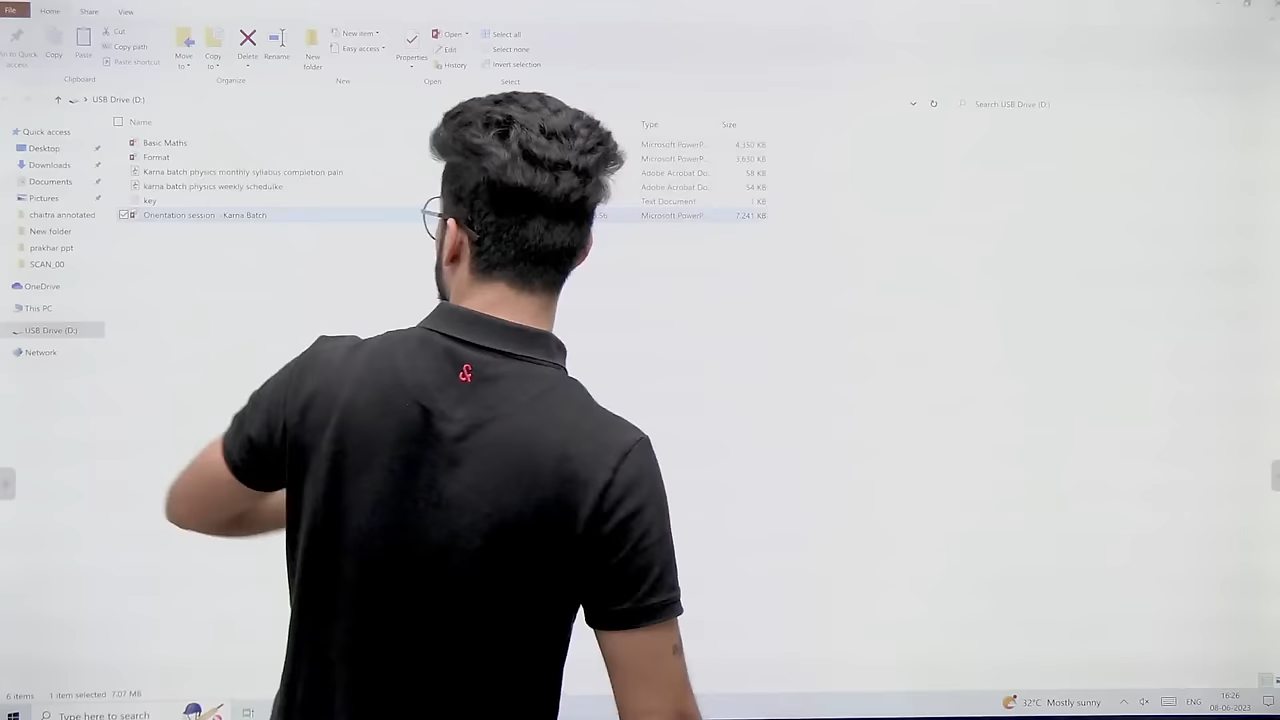 File Home Share View
Cut
Copy path
Paste shortcut
Copy
Paste
access
Clipboard
Move to
Copy to
Delete
Rename
Organize
New folder
New item
Easy access
New
Properties
Open
Edit
History
Open
Select all
Select none
Invert selection
Select
USB Drive (D:)
Search USB Drive (D:)
Name Type Size
Basic Maths Microsoft PowerP... 4,350 KB
Format Microsoft PowerP... 3,630 KB
Karna batch physics monthly syllabus completion pain Adobe Acrobat Do... 58 KB
karna batch physics weekly schedulke Adobe Acrobat Do... 54 KB
key Text Document 1 KB
Orientation session - Karna Batch Microsoft PowerP... 7,241 KB
Quick access
Desktop
Downloads
Documents
Pictures
chaitra annotated
New folder
prakhar ppt
SCAN_00
OneDrive
This PC
USB Drive (D:)
Network
6 items 1 item selected 7.07 MB
Type here to search
32°C Mostly sunny
ENG
16:26
08-06-2023